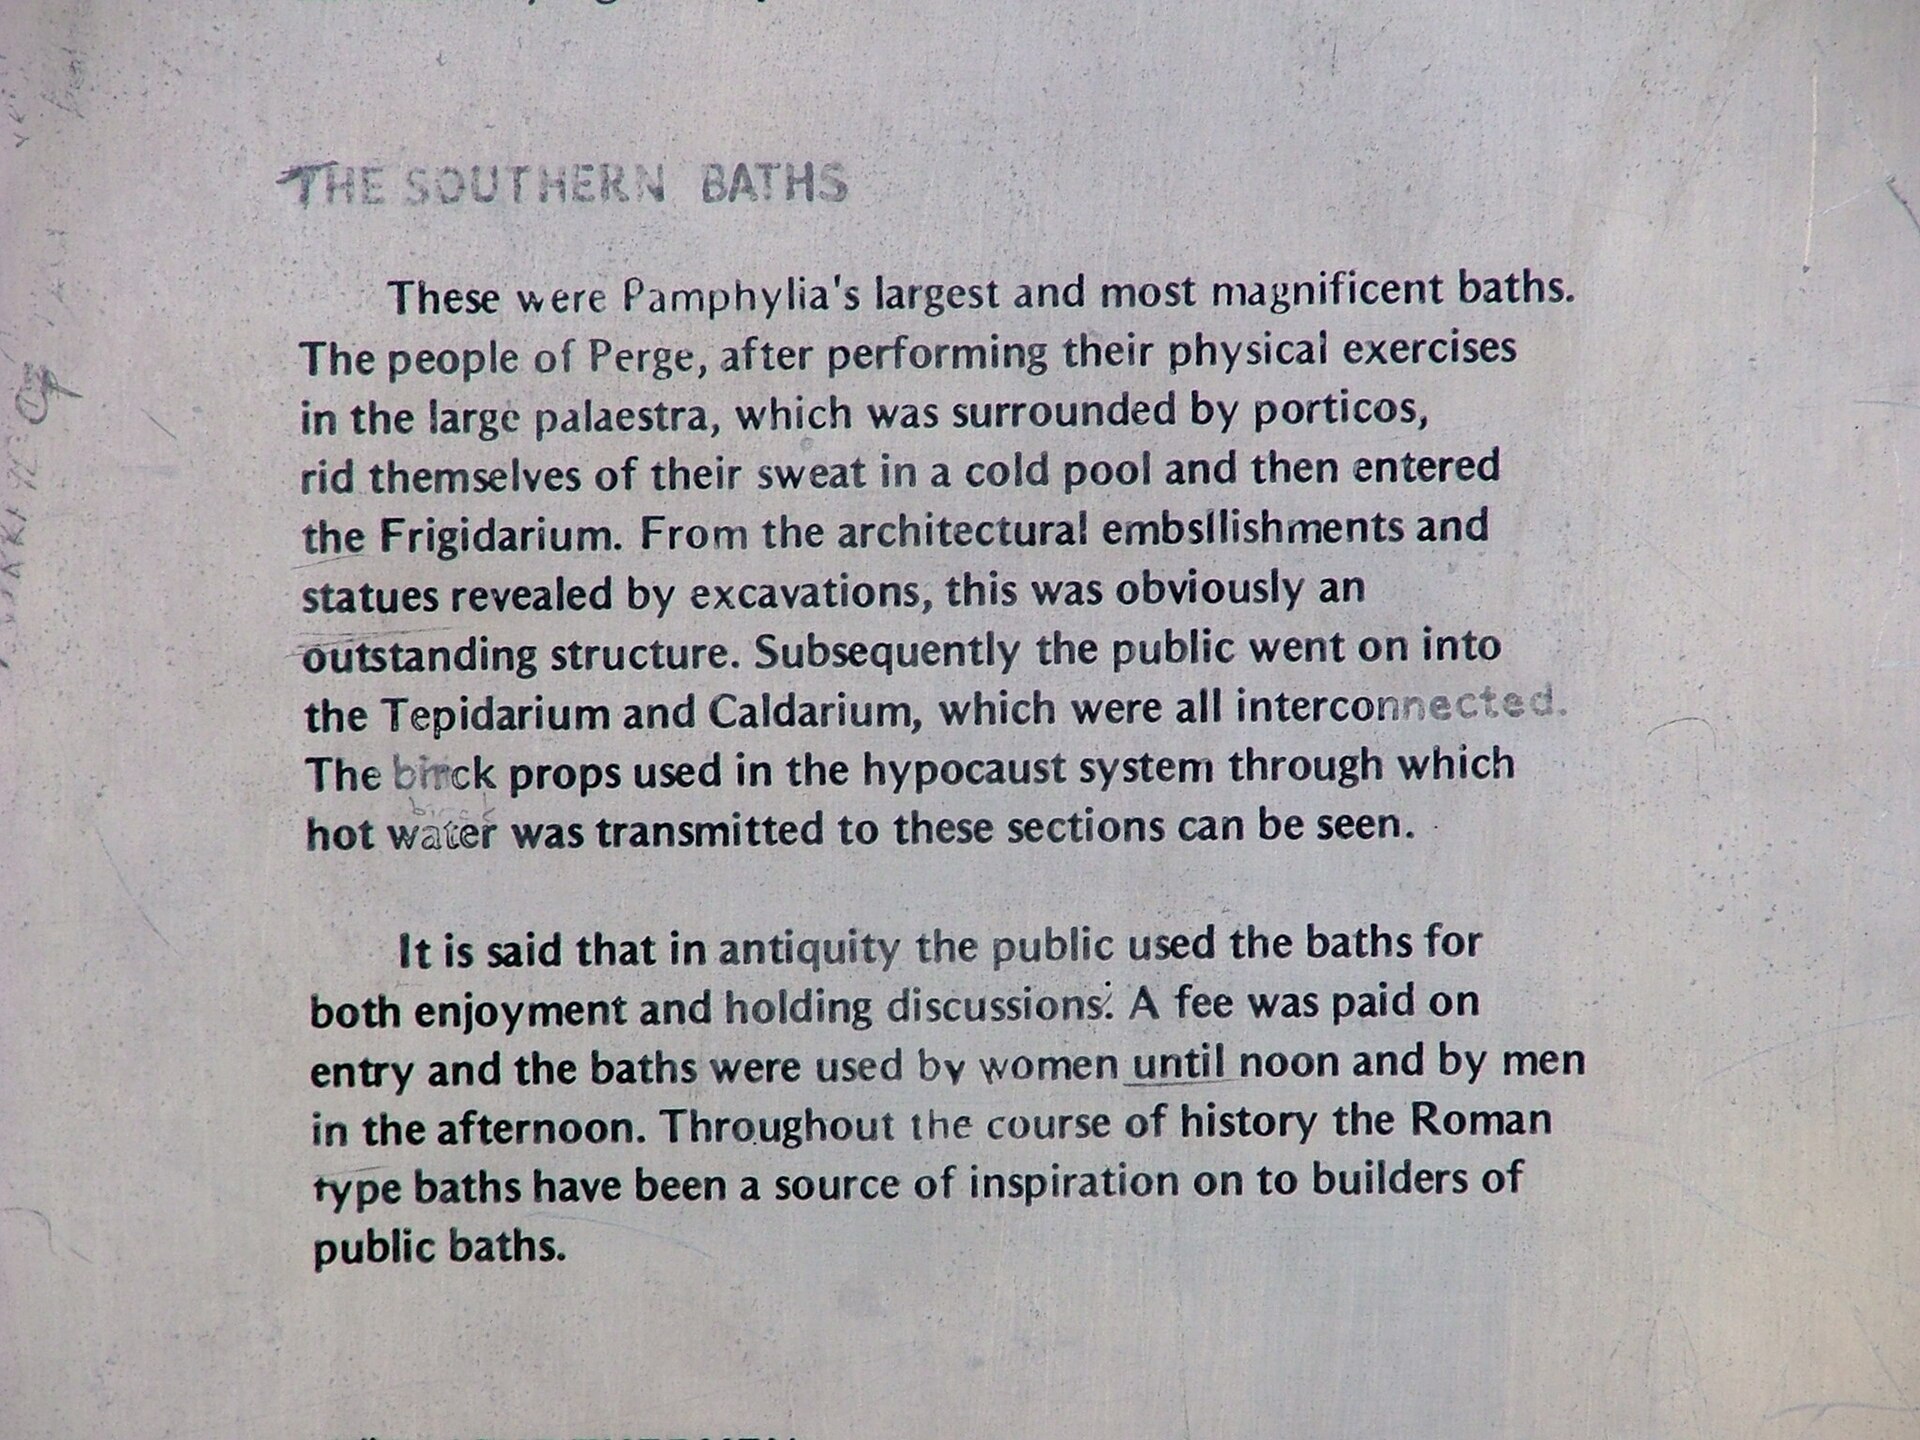 THE SOUTHERN BATHS
These were Pamphylia's largest and most magnificent baths.
The people of Perge, after performing their physical exercises
in the large palaestra, which was surrounded by porticos,
rid themselves of their sweat in a cold pool and then entered
the Frigidarium. From the architectural embsllishments and
statues revealed by excavations, this was obviously an
outstanding structure. Subsequently the public went on into
the Tepidarium and Caldarium, which were all interconnected.
The birck props used in the hypocaust system through which
hot water was transmitted to these sections can be seen.
It is said that in antiquity the public used the baths for
both enjoyment and holding discussions. A fee was paid on
entry and the baths were used by women until noon and by men
in the afternoon. Throughout the course of history the Roman
type baths have been a source of inspiration on to builders of
public baths.